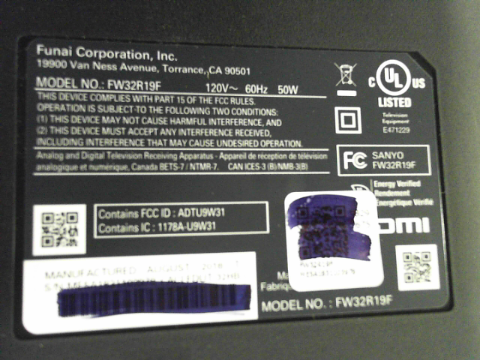 Funai Corporation, Inc.
19900 Van Ness Avenue, Torrance, CA 90501
MODEL NO.: FW32R19F 120V~ 60Hz 50W
THIS DEVICE COMPLIES WITH PART 15 OF THE FCC RULES.
OPERATION IS SUBJECT TO THE FOLLOWING TWO CONDITIONS:
(1) THIS DEVICE MAY NOT CAUSE HARMFUL INTERFERENCE, AND
(2) THIS DEVICE MUST ACCEPT ANY INTERFERENCE RECEIVED,
INCLUDING INTERFERENCE THAT MAY CAUSE UNDESIRED OPERATION.
Analog and Digital Television Receiving Apparatus - Appareil de réception de télévision
analogique et numérique, Canada BETS-7 / NTMR-7. CAN ICES-3 (B)/NMB-3(B)
C UL US
LISTED
Television
Equipment
E471229
FC SANYO
FW32R19F
Energy Verified
Rendement
Énergétique Vérifié
Contains FCC ID : ADTU9W31
Contains IC : 1178A-U9W31
MANUFACTURED : AUGUST
MODEL NO. : FW32R19F